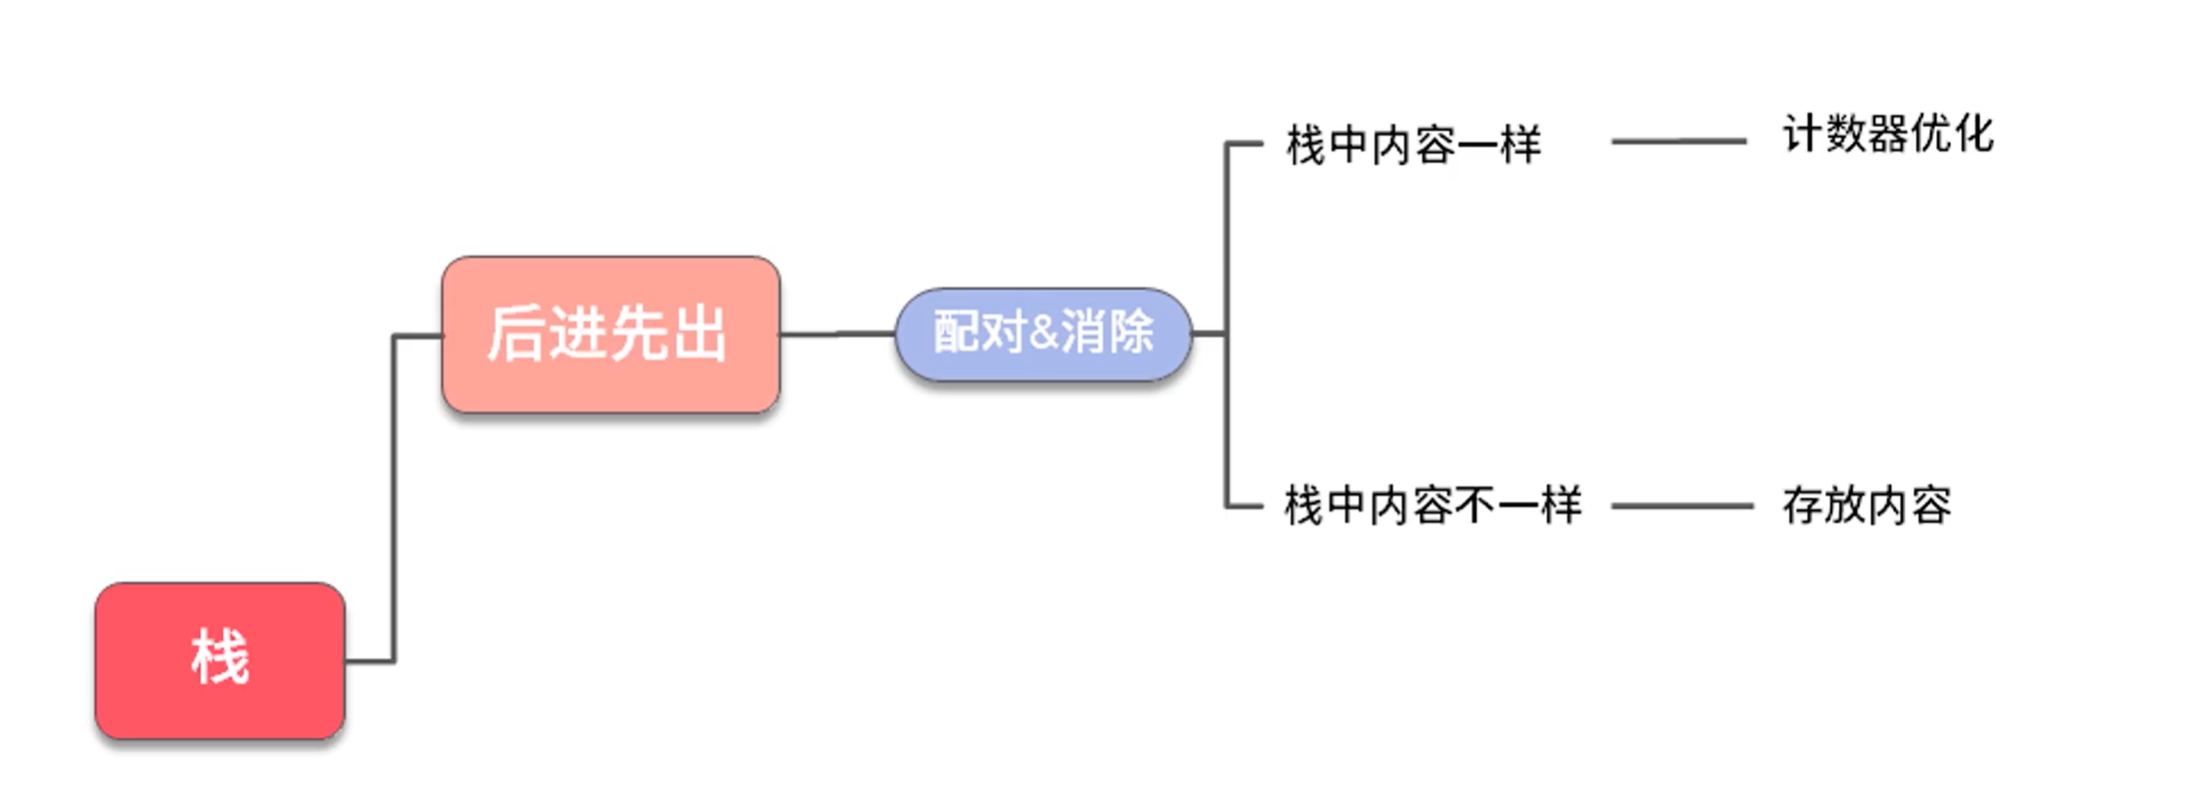 栈
后进先出
配对&消除
栈中内容一样
计数器优化
栈中内容不一样
存放内容